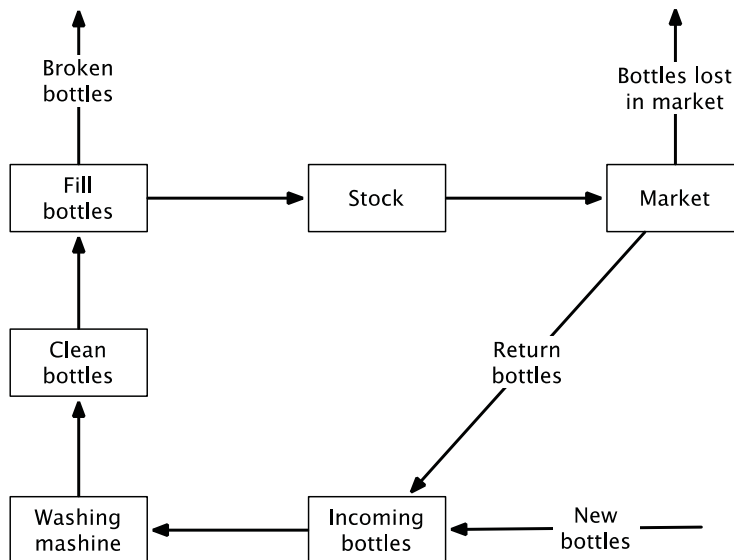 Broken
bottles
Bottles lost
in market
Fill
bottles
Stock
Market
Clean
bottles
Return
bottles
Washing
mashine
Incoming
bottles
New
bottles